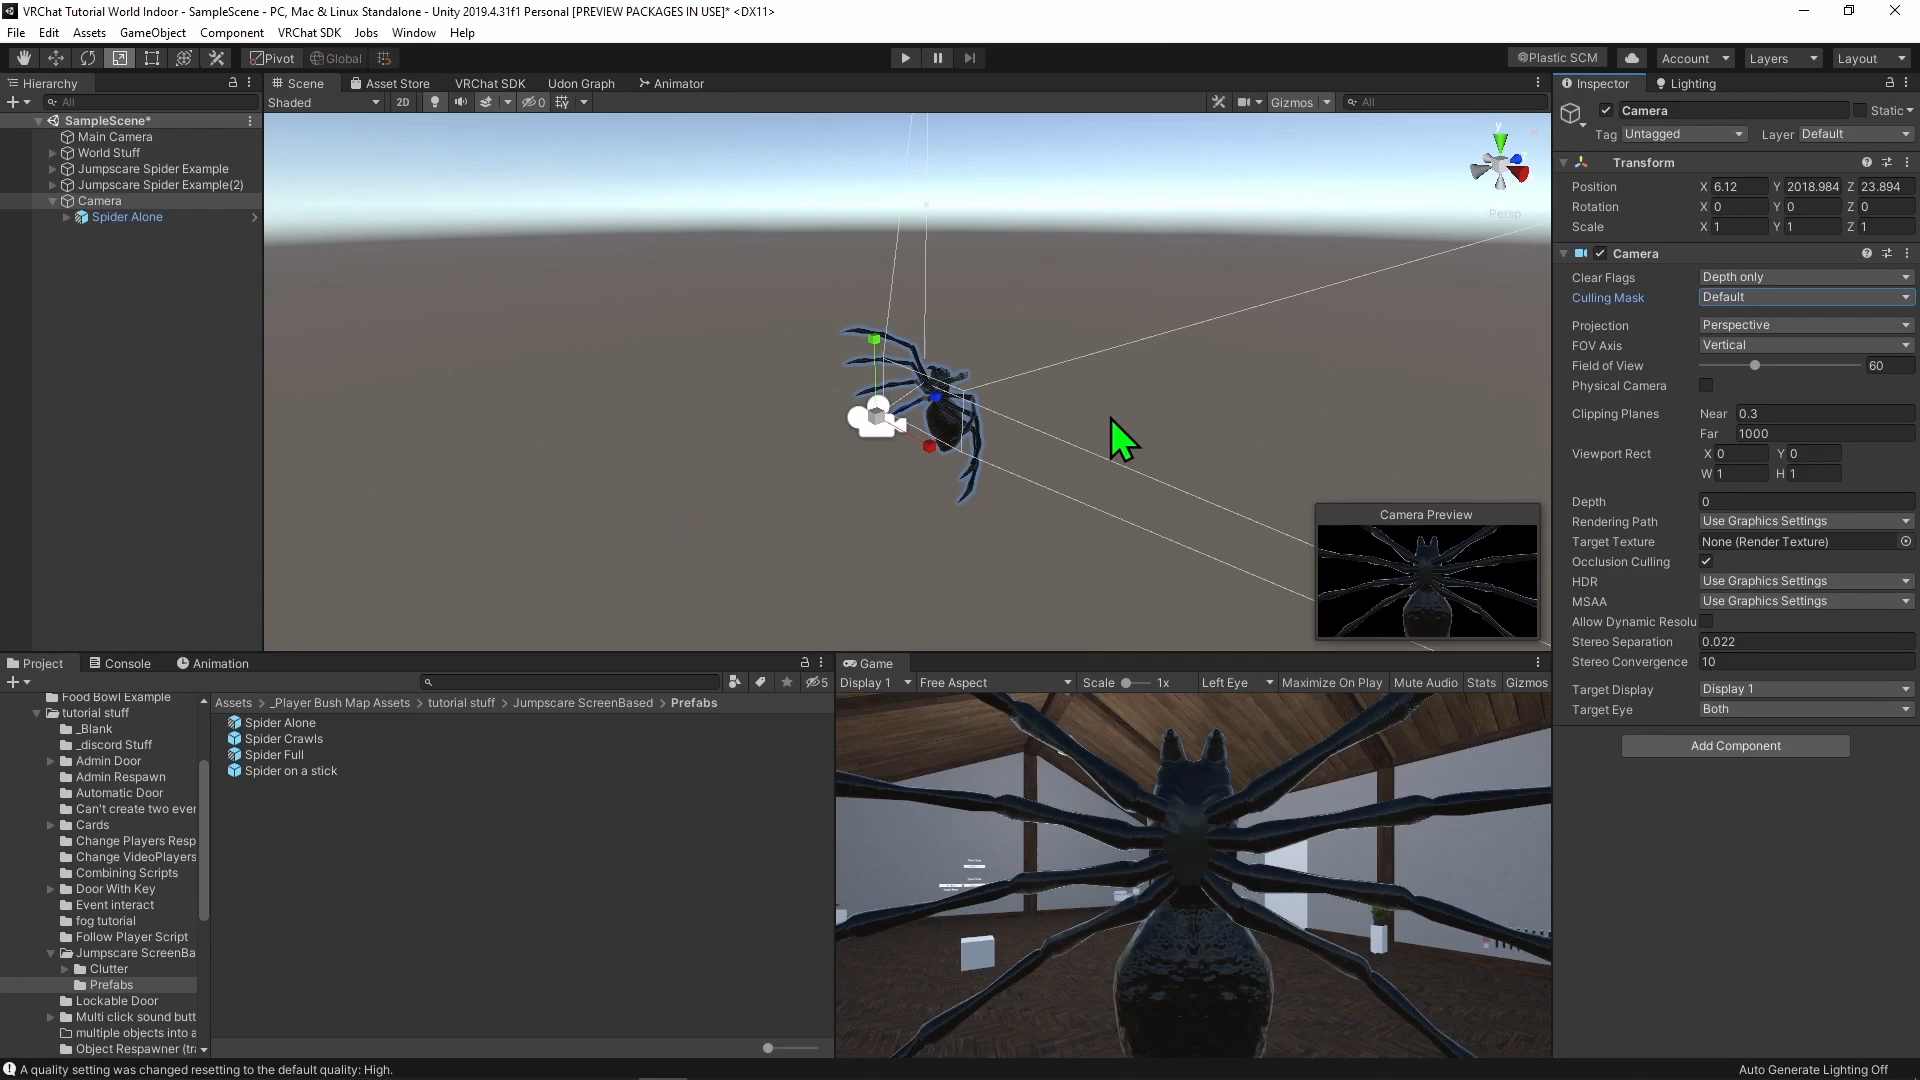 VRChat Tutorial World Indoor - SampleScene - PC, Mac & Linux Standalone - Unity 2019.4.31f1 Personal [PREVIEW PACKAGES IN USE]* <DX11>
File Edit Assets GameObject Component VRChat SDK Jobs Window Help
Pivot Global Plastic SCM Account Layers Layout
Hierarchy
All
SampleScene*
Main Camera
World Stuff
Jumpscare Spider Example
Jumpscare Spider Example(2)
Camera
Spider Alone
Scene Asset Store VRChat SDK Udon Graph Animator
Shaded 2D 0 Gizmos All
y
Persp
Camera Preview
Inspector Lighting
Camera Static
Tag Untagged Layer Default
Transform
Position X 6.12 Y 2018.984 Z 23.894
Rotation X 0 Y 0 Z 0
Scale X 1 Y 1 Z 1
Camera
Clear Flags Depth only
Culling Mask Default
Projection Perspective
FOV Axis Vertical
Field of View 60
Physical Camera
Clipping Planes Near 0.3
Far 1000
Viewport Rect X 0 Y 0
W 1 H 1
Depth 0
Rendering Path Use Graphics Settings
Target Texture None (Render Texture)
Occlusion Culling
HDR Use Graphics Settings
MSAA Use Graphics Settings
Allow Dynamic Resolu
Stereo Separation 0.022
Stereo Convergence 10
Target Display Display 1
Target Eye Both
Add Component
Project Console Animation
5
Food Bowl Example
tutorial stuff
_Blank
_discord Stuff
Admin Door
Admin Respawn
Automatic Door
Can't create two ever
Cards
Change Players Resp
Change VideoPlayers
Combining Scripts
Door With Key
Event interact
fog tutorial
Follow Player Script
Jumpscare ScreenBa
Clutter
Prefabs
Lockable Door
Multi click sound butt
multiple objects into a
Object Respawner (tra
Assets > _Player Bush Map Assets > tutorial stuff > Jumpscare ScreenBased > Prefabs
Spider Alone
Spider Crawls
Spider Full
Spider on a stick
Game
Display 1 Free Aspect Scale 1x Left Eye Maximize On Play Mute Audio Stats Gizmos
A quality setting was changed resetting to the default quality: High.
Auto Generate Lighting Off